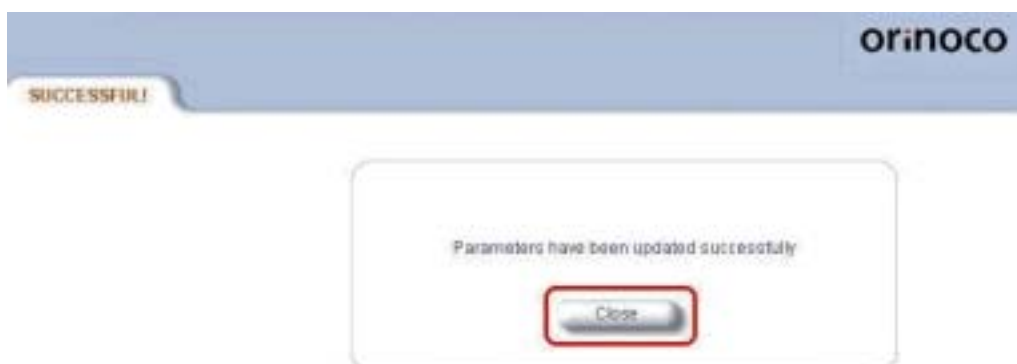 orinoco
SUCCESSFUL!
Parameters have been updated successfully
Close